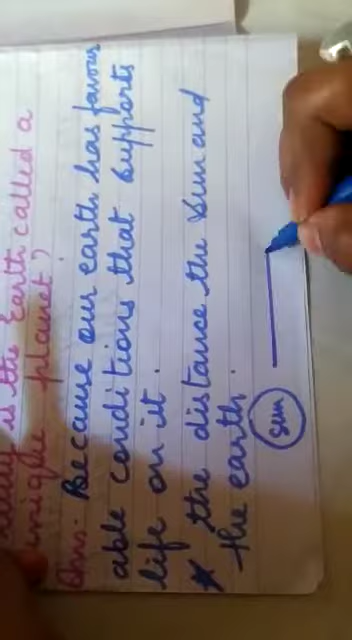 Why is the Earth called a
unique planet?
Ans. Because our earth has favour
able conditions that supports
life on it.
* the distance the Sun and
the earth.
Sun